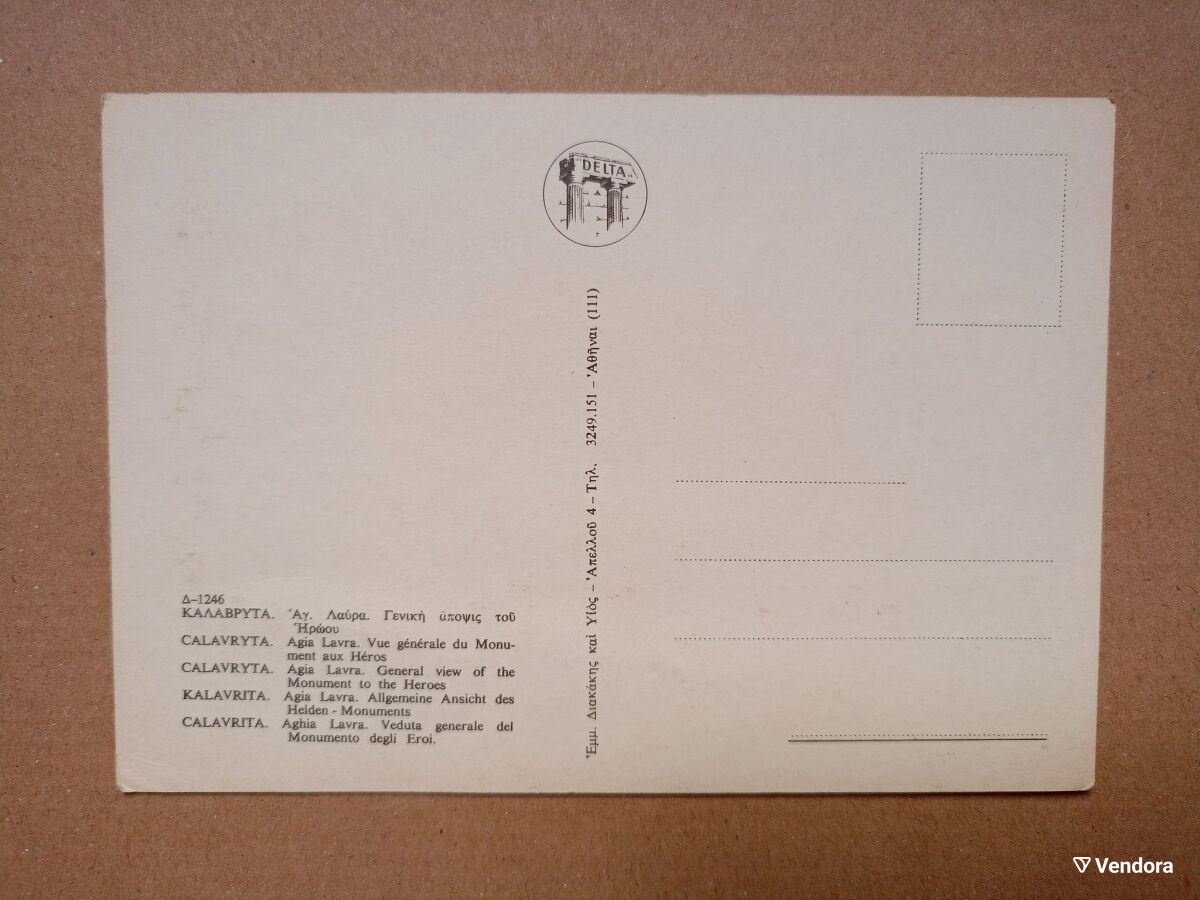 "DELTA"
Ἐμμ. Διακάκης καὶ Υἱὸς – Ἀπελλοῦ 4 – Τηλ. 3249.151 – Ἀθῆναι (111)
Δ–1246
ΚΑΛΑΒΡΥΤΑ. Ἁγ. Λαύρα. Γενικὴ ἄποψις τοῦ
Ἡρώου
CALAVRYTA. Agia Lavra. Vue générale du Monu-
ment aux Héros
CALAVRYTA. Agia Lavra. General view of the
Monument to the Heroes
KALAVRITA. Agia Lavra. Allgemeine Ansicht des
Helden - Monuments
CALAVRITA. Aghia Lavra. Veduta generale del
Monumento degli Eroi.
Vendora